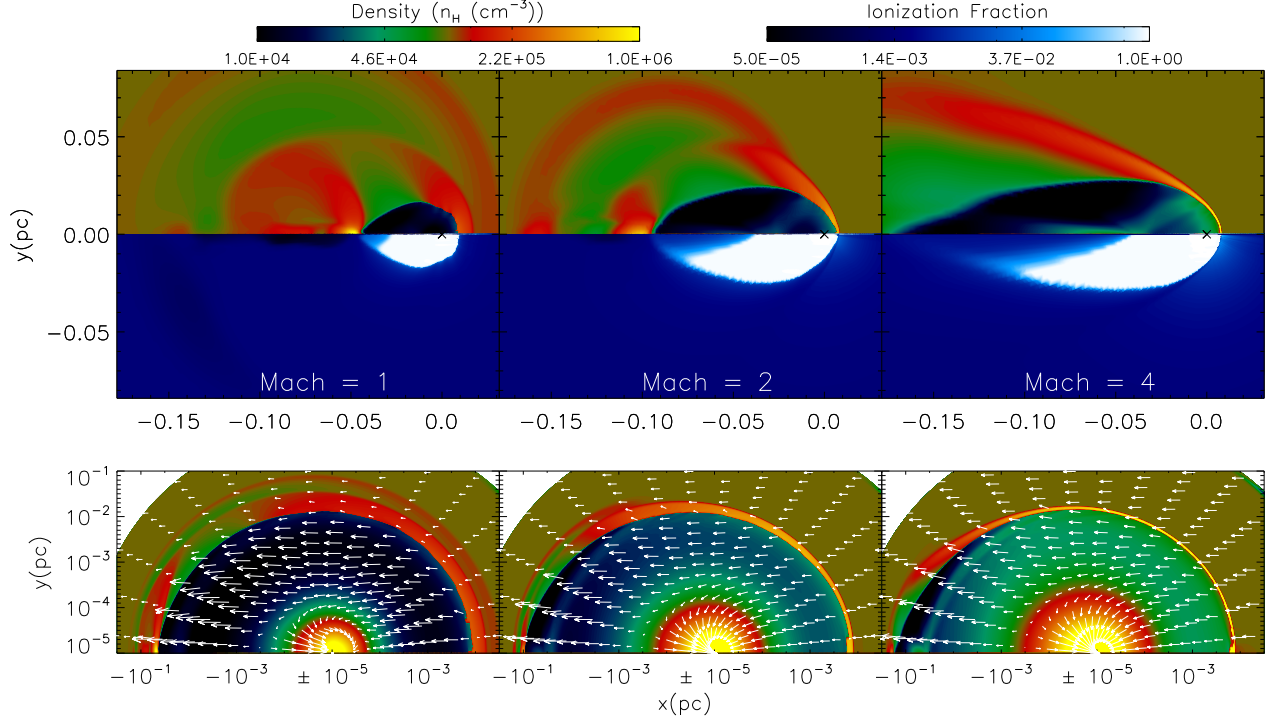 Density (n_H (cm⁻³)) Ionization Fraction
1.0E+04 4.6E+04 2.2E+05 1.0E+06 5.0E−05 1.4E−03 3.7E−02 1.0E+00
0.05
0.00
−0.05
y(pc)
Mach = 1 Mach = 2 Mach = 4
−0.15 −0.10 −0.05 0.0 −0.15 −0.10 −0.05 0.0 −0.15 −0.10 −0.05 0.0
10⁻¹
10⁻²
10⁻³
10⁻⁴
10⁻⁵
y(pc)
−10⁻¹ −10⁻³ ± 10⁻⁵ 10⁻³ −10⁻¹ −10⁻³ ± 10⁻⁵ 10⁻³ −10⁻¹ −10⁻³ ± 10⁻⁵ 10⁻³
x(pc)